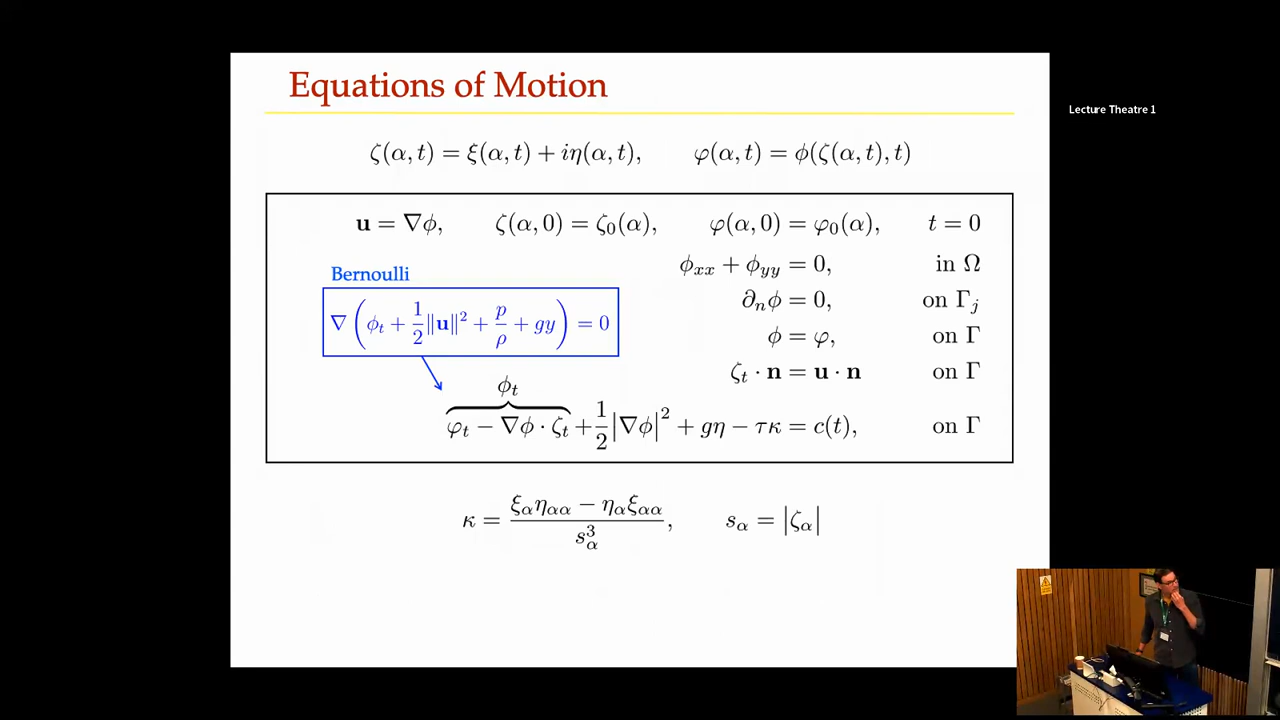 Equations of Motion
Lecture Theatre 1
ζ(α, t) = ξ(α, t) + iη(α, t),    φ(α, t) = ϕ(ζ(α, t), t)
u = ∇ϕ,    ζ(α, 0) = ζ₀(α),    φ(α, 0) = φ₀(α),    t = 0
ϕ_xx + ϕ_yy = 0,    in Ω
Bernoulli
∂_nϕ = 0,    on Γ_j
∇(ϕ_t + 1/2 ‖u‖² + p/ρ + gy) = 0
ϕ = φ,    on Γ
ζ_t · n = u · n    on Γ
ϕ_t
φ_t − ∇ϕ · ζ_t + 1/2 |∇ϕ|² + gη − τκ = c(t),    on Γ
κ = (ξ_α η_αα − η_α ξ_αα) / s_α³,    s_α = |ζ_α|